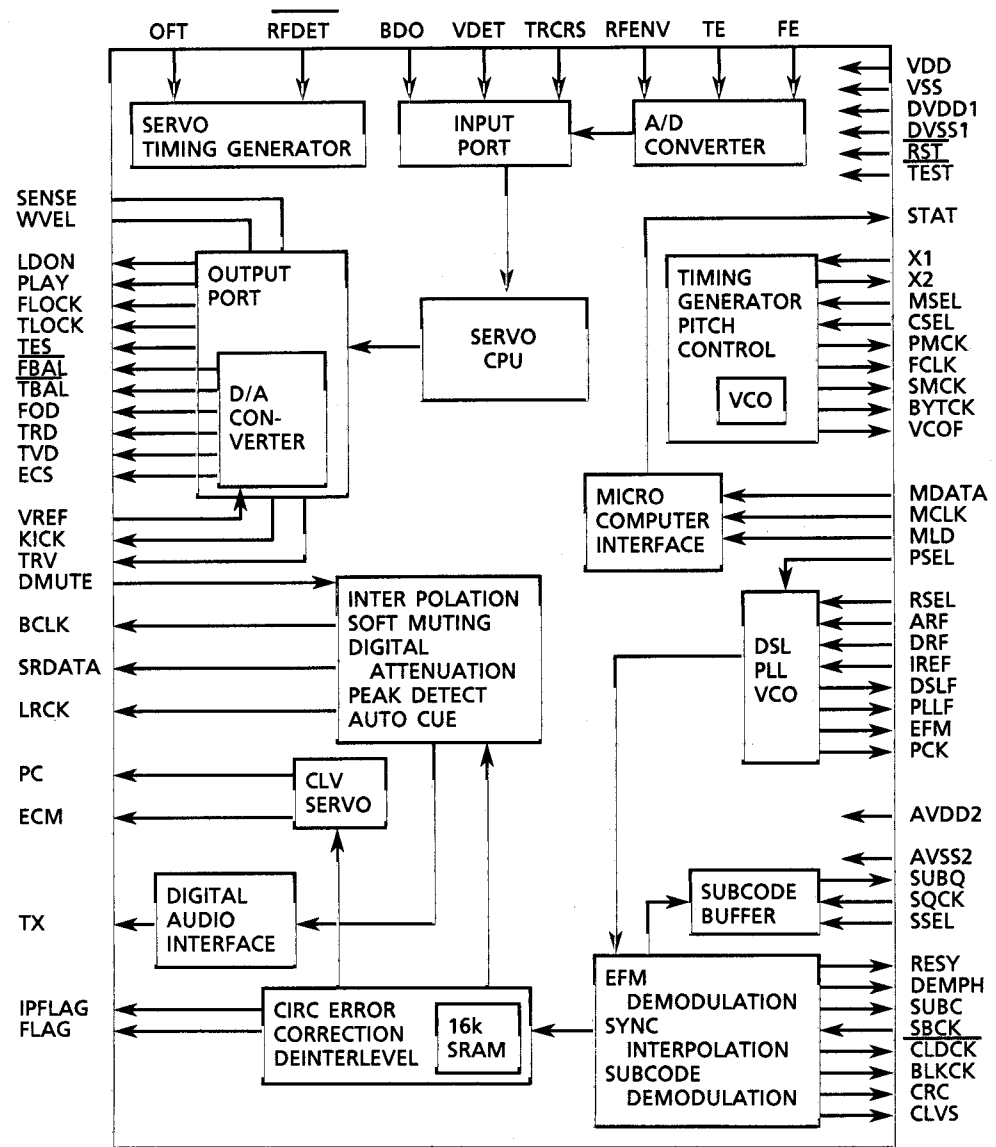 OFT
RFDET
BDO
VDET
TRCRS
RFENV
TE
FE
VDD
VSS
DVDD1
DVSS1
RST
TEST
SERVO
TIMING GENERATOR
INPUT
PORT
A/D
CONVERTER
SENSE
WVEL
LDON
PLAY
FLOCK
TLOCK
TES
FBAL
TBAL
FOD
TRD
TVD
ECS
VREF
KICK
TRV
DMUTE
BCLK
SRDATA
LRCK
PC
ECM
TX
IPFLAG
FLAG
OUTPUT
PORT
D/A
CON-
VERTER
SERVO
CPU
STAT
TIMING
GENERATOR
PITCH
CONTROL
VCO
X1
X2
MSEL
CSEL
PMCK
FCLK
SMCK
BYTCK
VCOF
MICRO
COMPUTER
INTERFACE
MDATA
MCLK
MLD
PSEL
INTER POLATION
SOFT MUTING
DIGITAL
ATTENUATION
PEAK DETECT
AUTO CUE
DSL
PLL
VCO
RSEL
ARF
DRF
IREF
DSLF
PLLF
EFM
PCK
CLV
SERVO
AVDD2
AVSS2
DIGITAL
AUDIO
INTERFACE
SUBCODE
BUFFER
SUBQ
SQCK
SSEL
CIRC ERROR
CORRECTION
DEINTERLEVEL
16k
SRAM
EFM
DEMODULATION
SYNC
INTERPOLATION
SUBCODE
DEMODULATION
RESY
DEMPH
SUBC
SBCK
CLDCK
BLKCK
CRC
CLVS